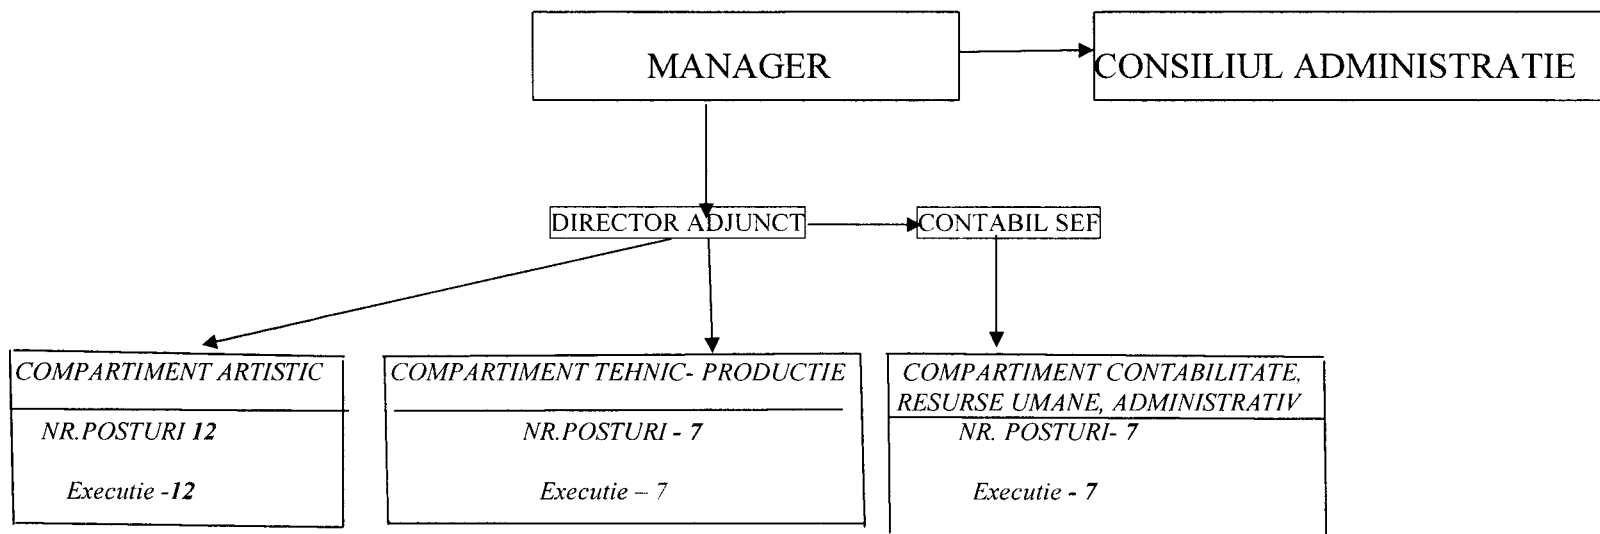 MANAGER
CONSILIUL ADMINISTRATIE
DIRECTOR ADJUNCT
CONTABIL SEF
COMPARTIMENT ARTISTIC
NR.POSTURI 12
Executie -12
COMPARTIMENT TEHNIC- PRODUCTIE
NR.POSTURI - 7
Executie – 7
COMPARTIMENT CONTABILITATE,
RESURSE UMANE, ADMINISTRATIV
NR. POSTURI- 7
Executie - 7